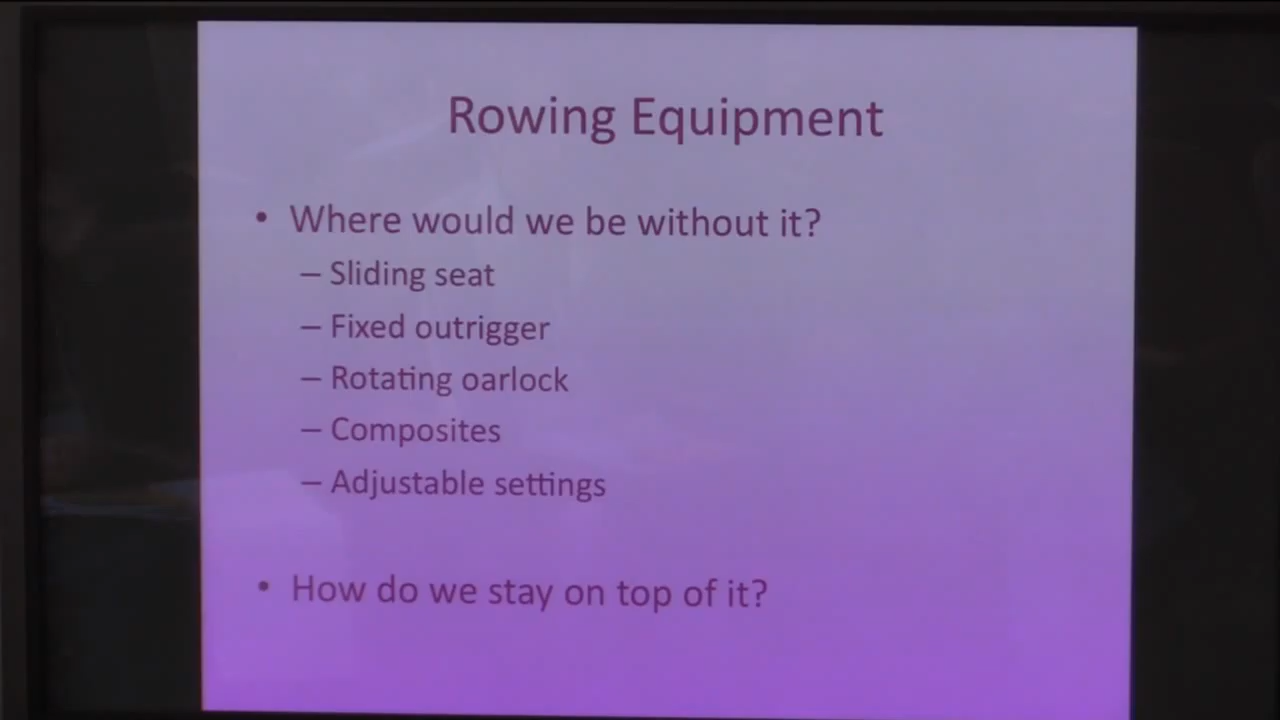 Rowing Equipment
• Where would we be without it?
– Sliding seat
– Fixed outrigger
– Rotating oarlock
– Composites
– Adjustable settings
• How do we stay on top of it?